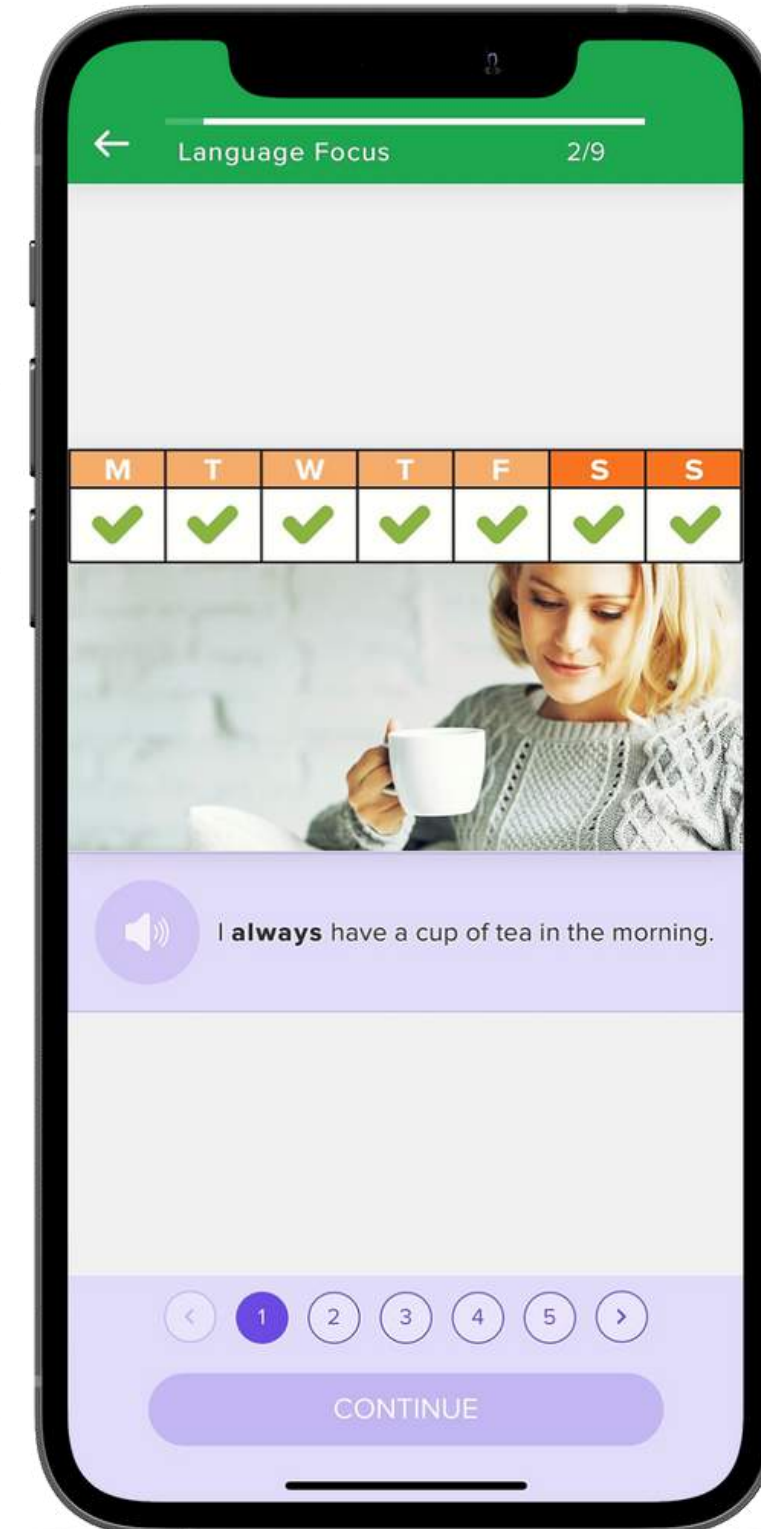 Language Focus 2/9
M T W T F S S
I always have a cup of tea in the morning.
1 2 3 4 5
CONTINUE